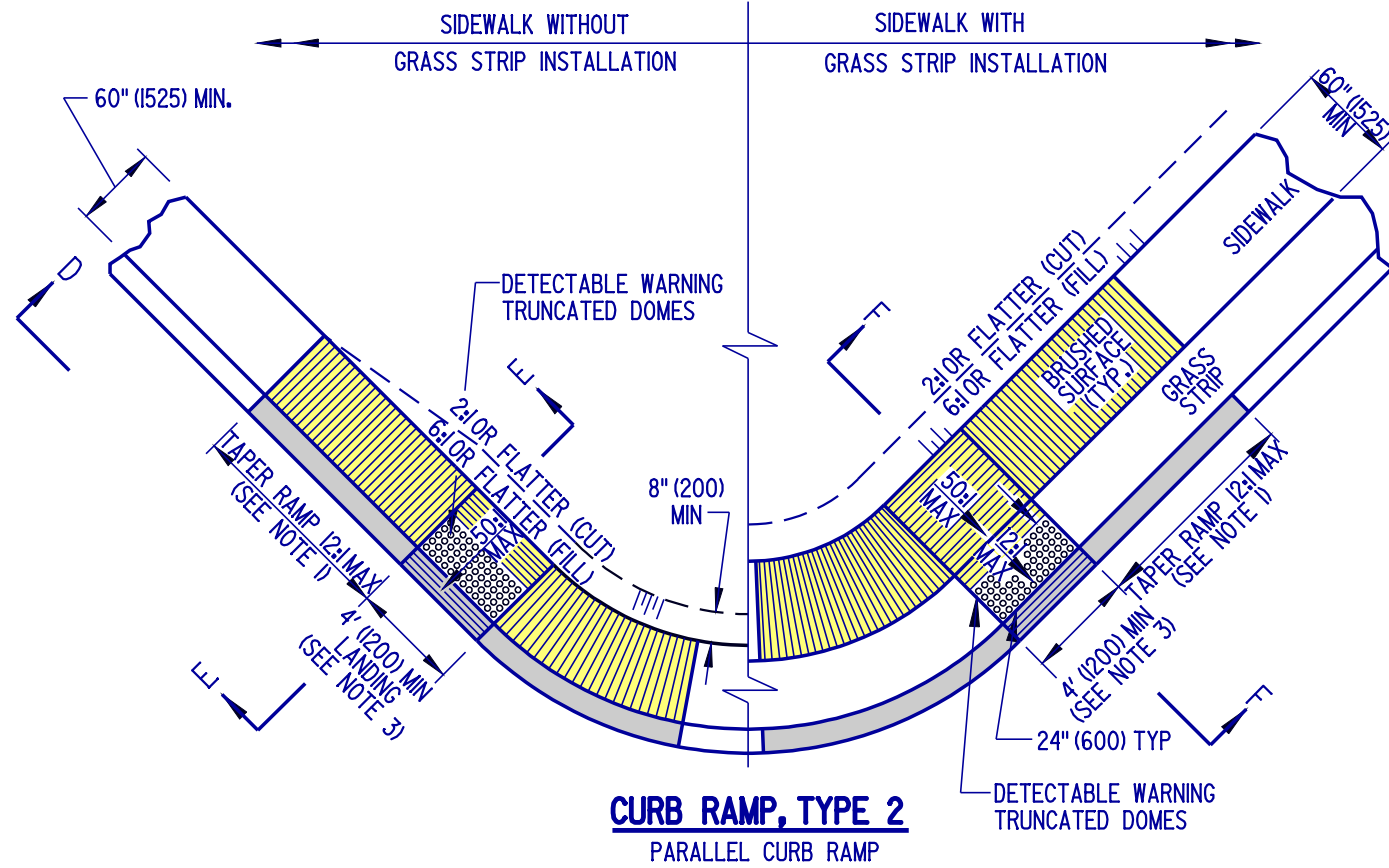 SIDEWALK WITHOUT
GRASS STRIP INSTALLATION
SIDEWALK WITH
GRASS STRIP INSTALLATION
60" (1525) MIN.
60" (1525)
MIN
D
DETECTABLE WARNING
TRUNCATED DOMES
E
F
2:1 OR FLATTER (CUT)
6:1 OR FLATTER (FILL)
2:1 OR FLATTER (CUT)
6:1 OR FLATTER (FILL)
SIDEWALK
BRUSHED
SURFACE
(TYP.)
GRASS
STRIP
TAPER RAMP 12:1 MAX
(SEE NOTE 1)
50:1
MAX
8" (200)
MIN
50:1
MAX
12:1
MAX
TAPER RAMP 12:1 MAX
(SEE NOTE 1)
4' (1200) MIN
LANDING
(SEE NOTE 3)
4' (1200) MIN
(SEE NOTE 3)
E
F
24" (600) TYP
DETECTABLE WARNING
TRUNCATED DOMES
CURB RAMP, TYPE 2
PARALLEL CURB RAMP